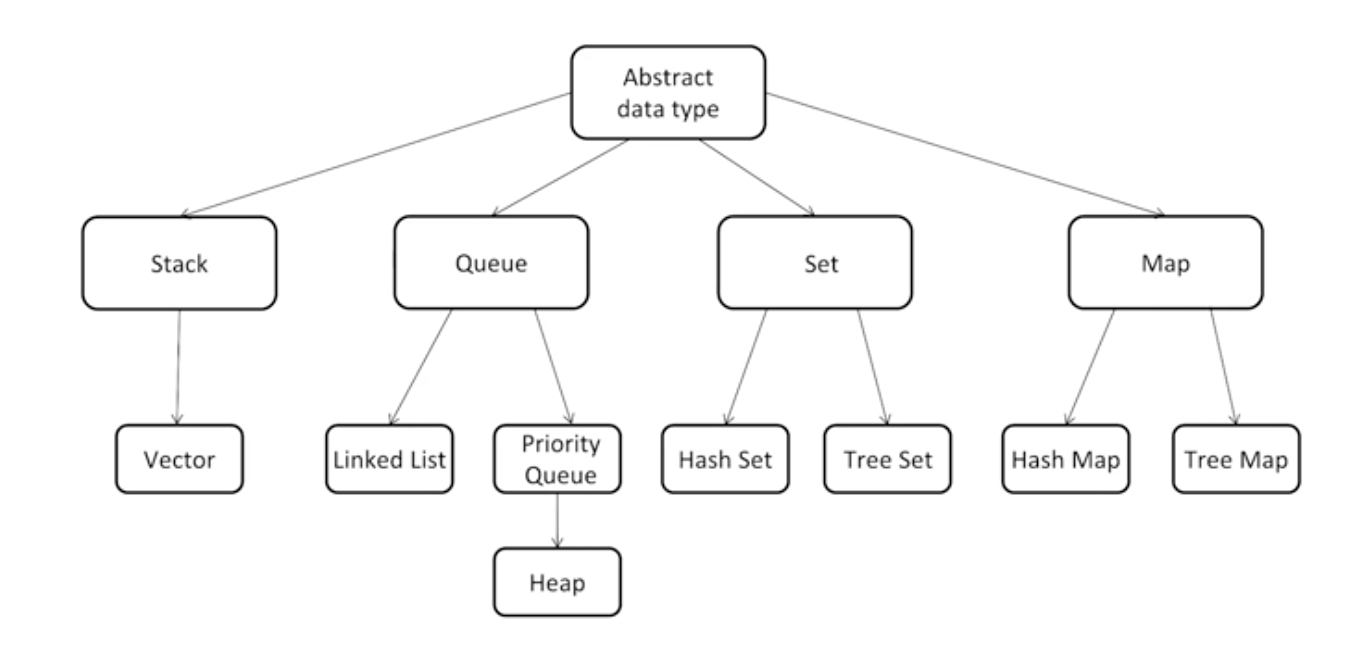 Abstract
data type
Stack
Queue
Set
Map
Vector
Linked List
Priority
Queue
Hash Set
Tree Set
Hash Map
Tree Map
Heap